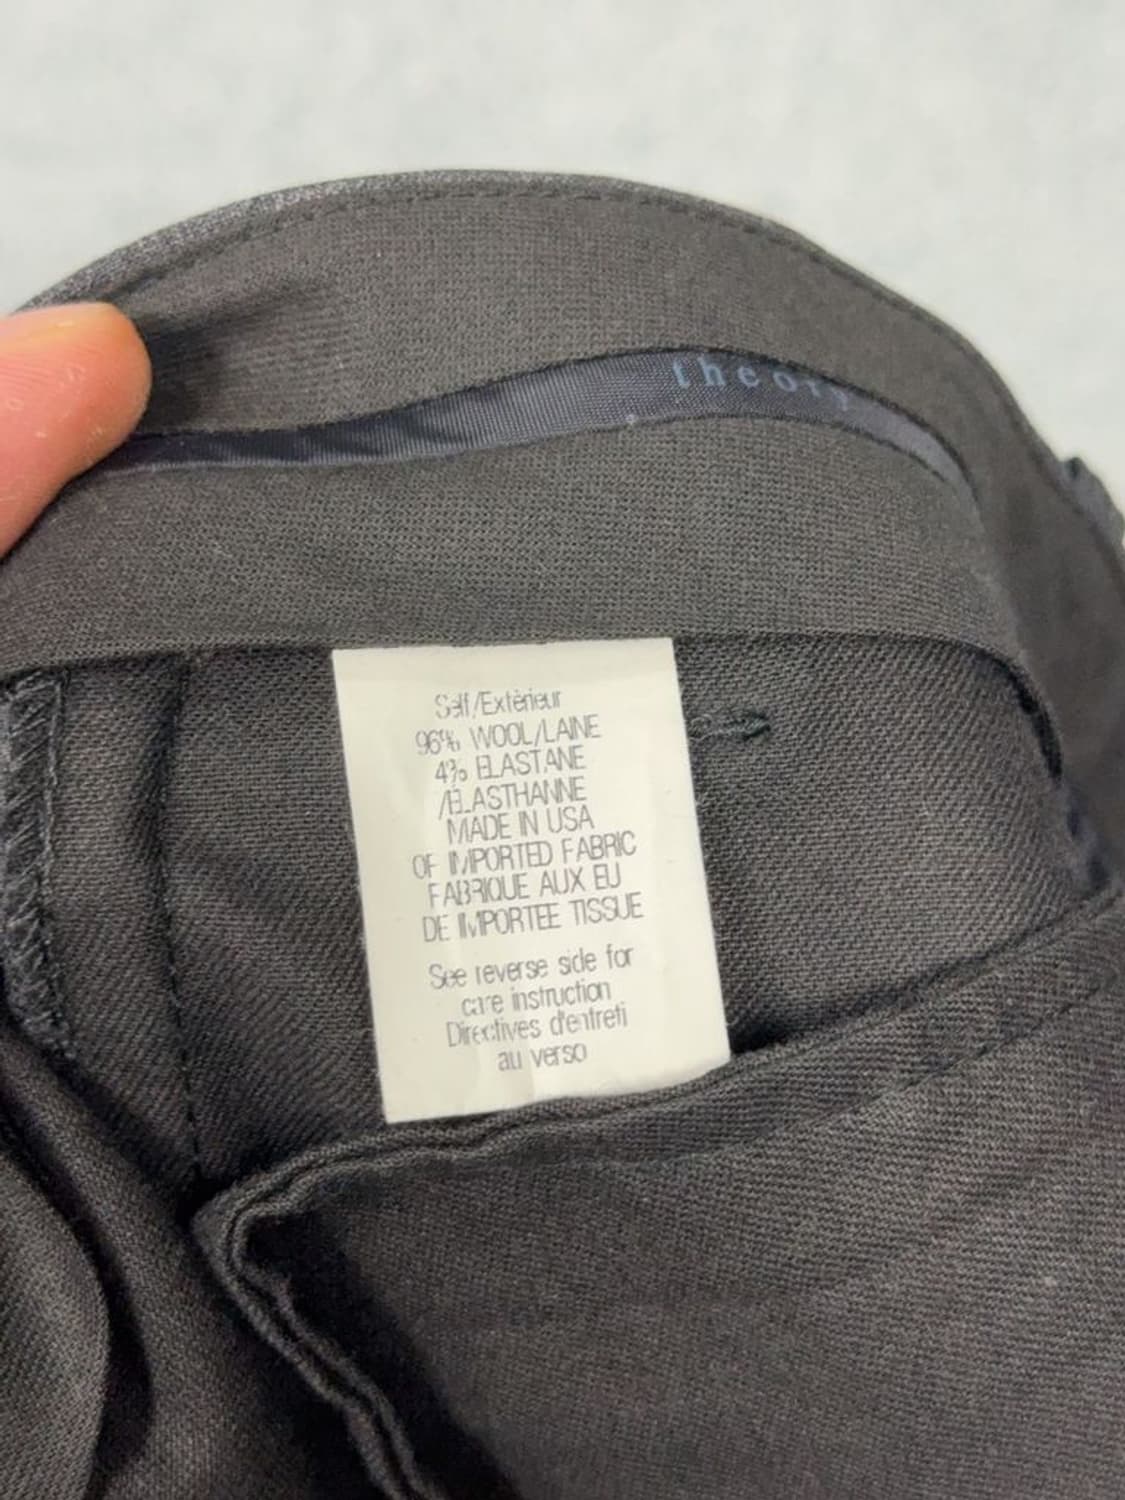 theory
Self/Extérieur
96% WOOL/LAINE
4% ELASTANE
/ELASTHANNE
MADE IN USA
OF IMPORTED FABRIC
FABRIQUE AUX EU
DE IMPORTEE TISSUE
See reverse side for
care instruction
Directives d'entreti
au verso